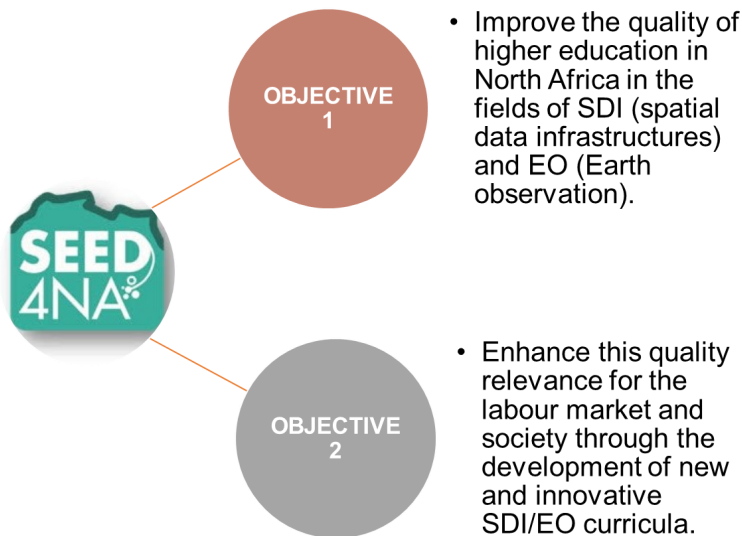 SEED
4NA
OBJECTIVE
1
• Improve the quality of
higher education in
North Africa in the
fields of SDI (spatial
data infrastructures)
and EO (Earth
observation).
OBJECTIVE
2
• Enhance this quality
relevance for the
labour market and
society through the
development of new
and innovative
SDI/EO curricula.